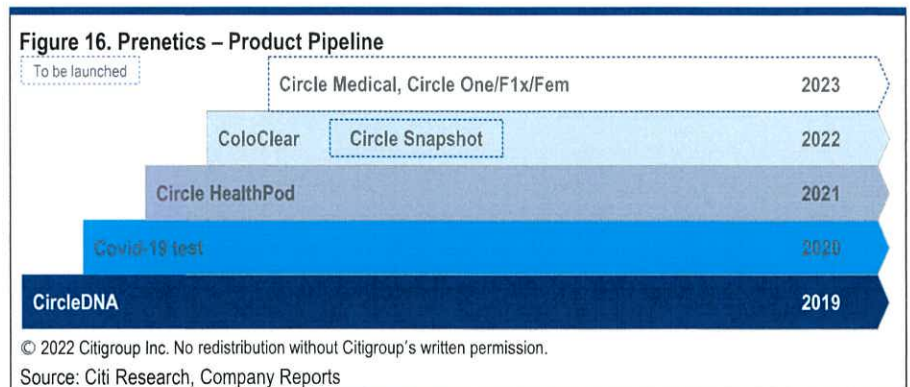 Figure 16. Prenetics – Product Pipeline
To be launched
Circle Medical, Circle One/F1x/Fem 2023
ColoClear Circle Snapshot 2022
Circle HealthPod 2021
Covid-19 test 2020
CircleDNA 2019
© 2022 Citigroup Inc. No redistribution without Citigroup's written permission.
Source: Citi Research, Company Reports